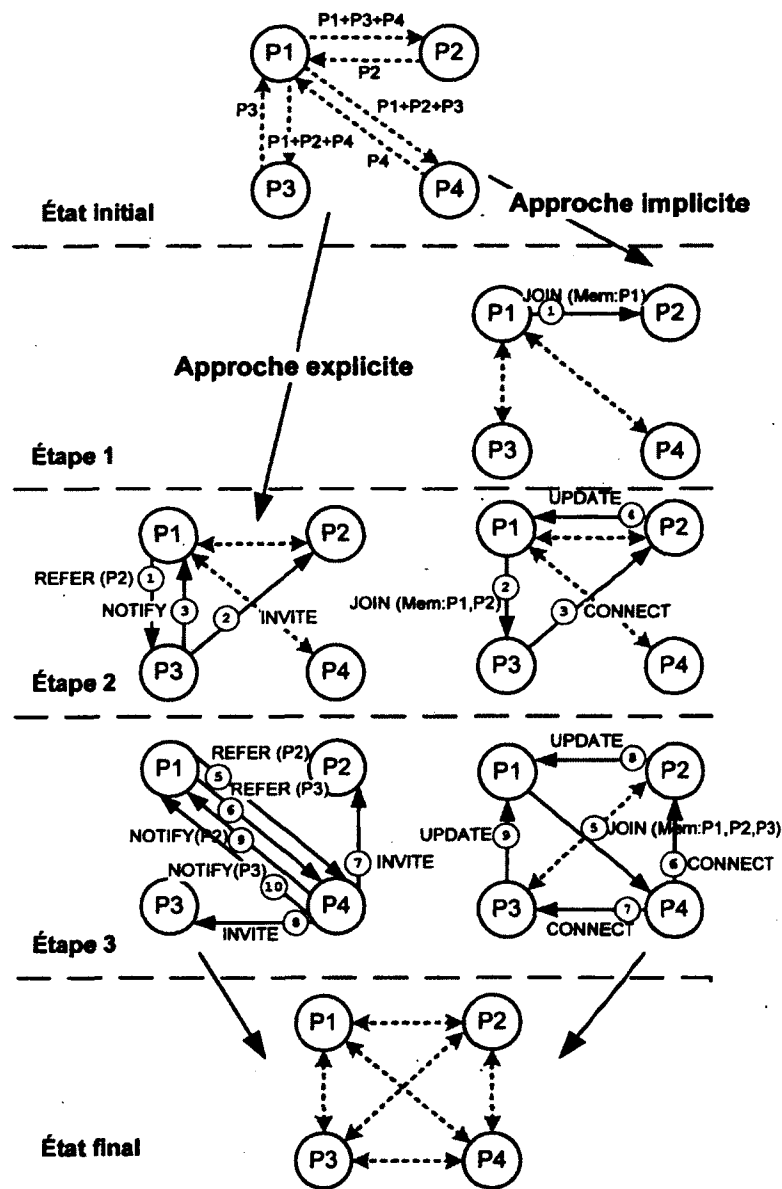 P1+P3+P4
P1
P2
P2
P3
P1+P2+P3
P1+P2+P4
P4
P3
P4
État initial
Approche implicite
JOIN (Mem:P1)
P1
1
P2
Approche explicite
P3
P4
Étape 1
P1
P2
REFER (P2)
1
NOTIFY
3
2
INVITE
P3
P4
UPDATE
P1
4
P2
2
JOIN (Mem:P1,P2)
3
CONNECT
P3
P4
Étape 2
REFER (P2)
P1
5
P2
REFER (P3)
6
NOTIFY(P2)
9
NOTIFY(P3)
10
7
INVITE
P3
P4
8
INVITE
UPDATE
P1
8
P2
UPDATE
9
5
JOIN (Mem:P1,P2,P3)
6
CONNECT
P3
7
P4
CONNECT
Étape 3
P1
P2
P3
P4
État final